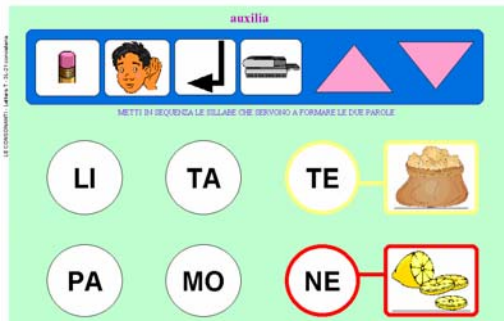 auxilia
METTI IN SEQUENZA LE SILLABE CHE SERVONO A FORMARE LE DUE PAROLE
LI TA TE
PA MO NE